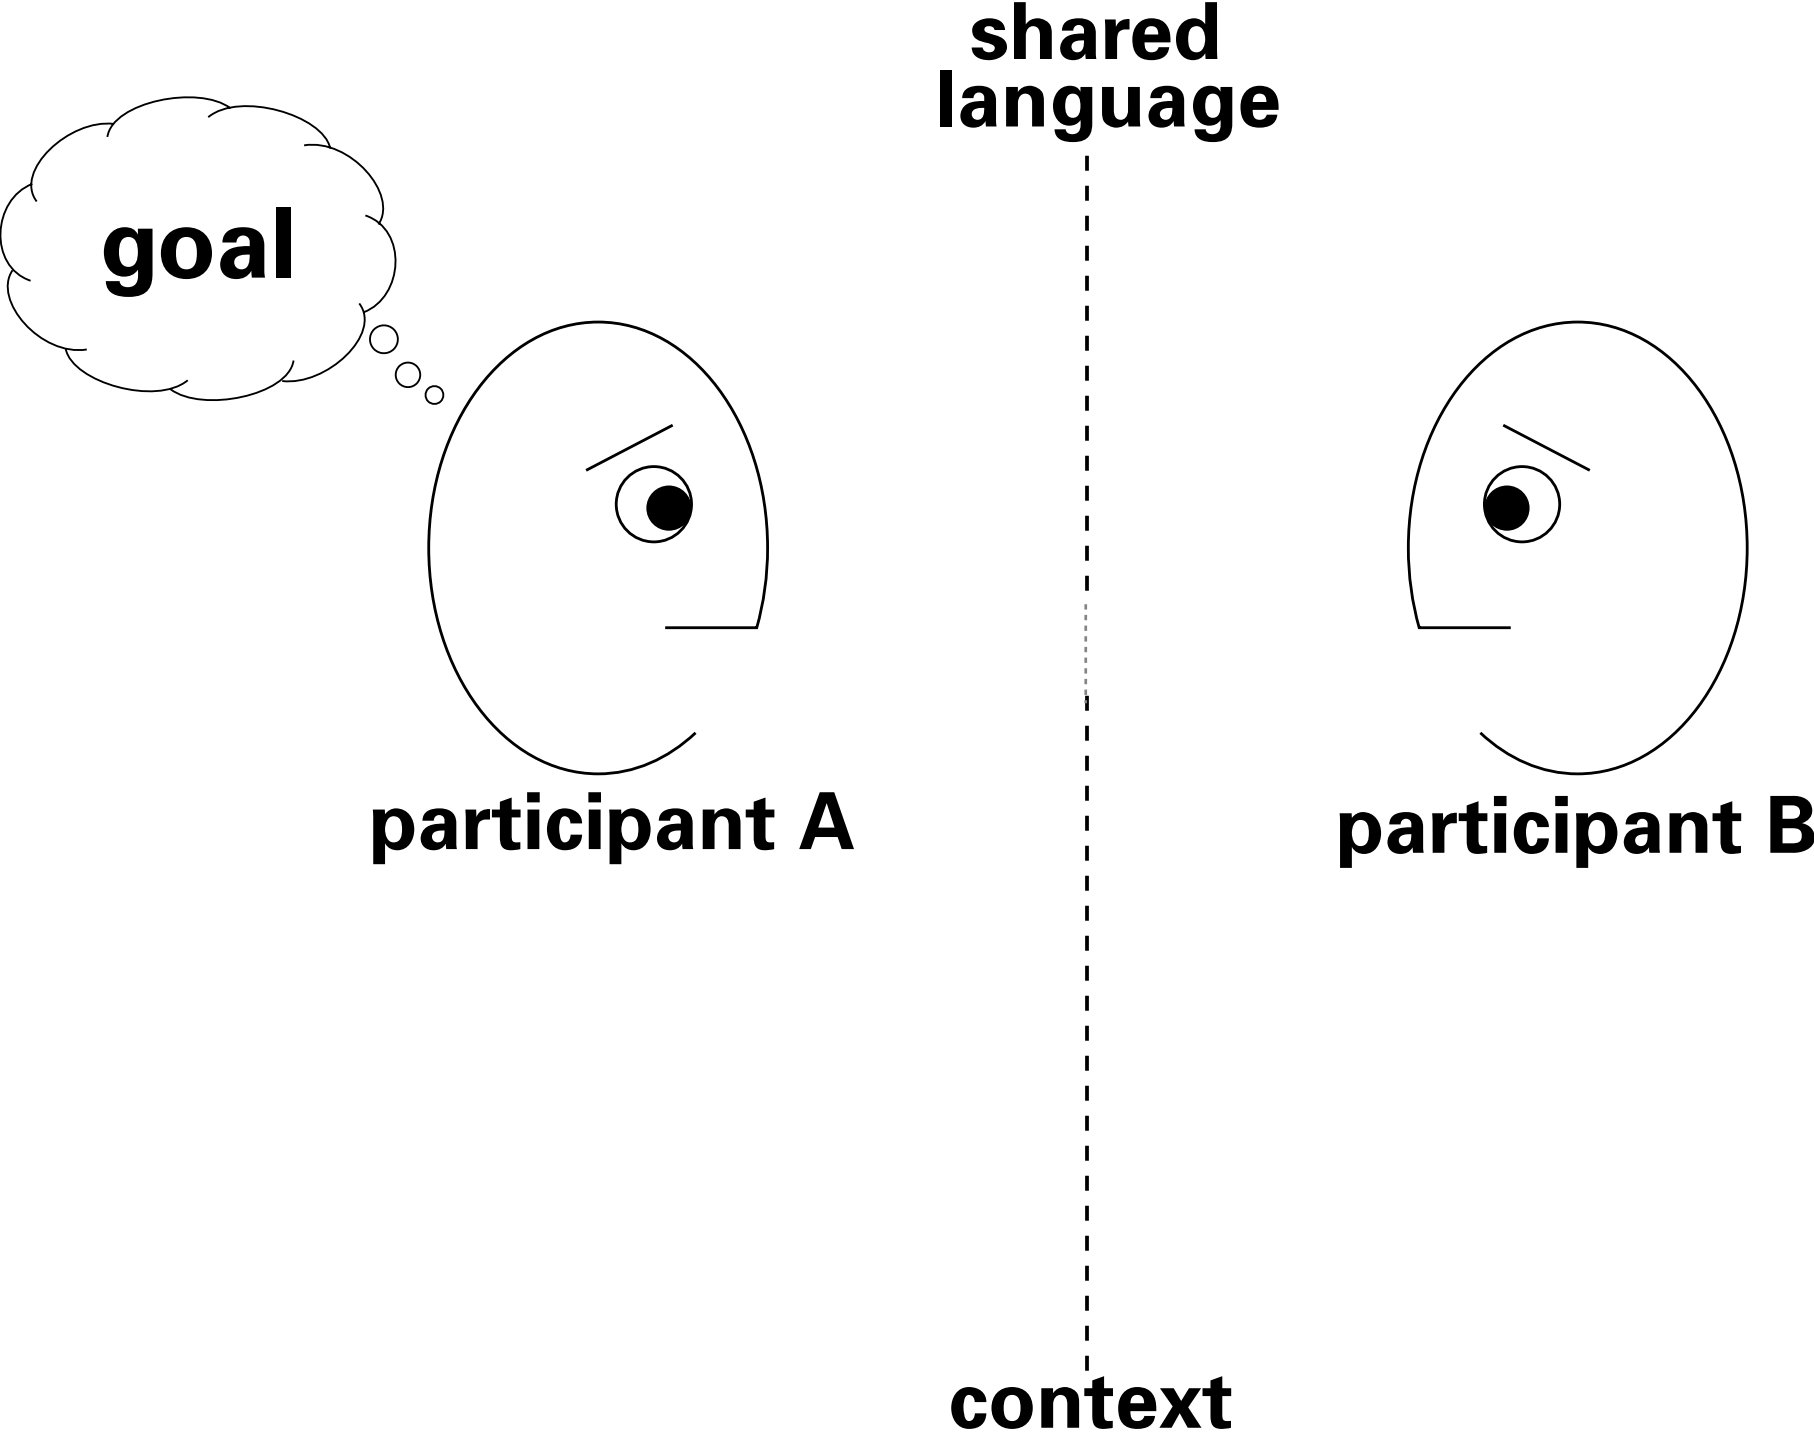 shared
language
goal
participant A
participant B
context